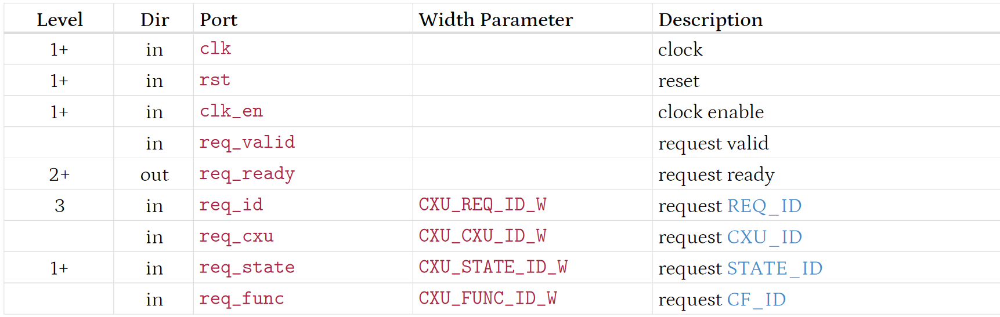 Level Dir Port Width Parameter Description
1+ in clk clock
1+ in rst reset
1+ in clk_en clock enable
in req_valid request valid
2+ out req_ready request ready
3 in req_id CXU_REQ_ID_W request REQ_ID
in req_cxu CXU_CXU_ID_W request CXU_ID
1+ in req_state CXU_STATE_ID_W request STATE_ID
in req_func CXU_FUNC_ID_W request CF_ID